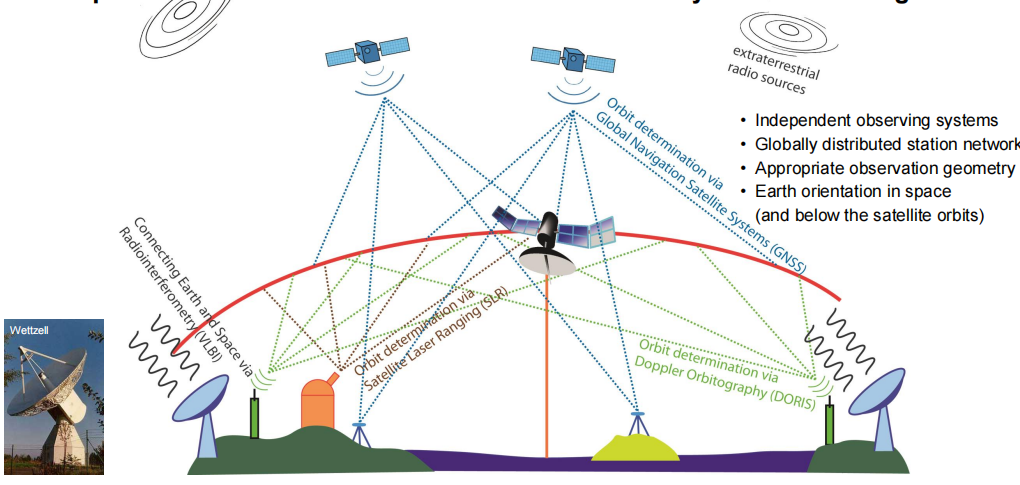 extraterrestrial
radio sources
Orbit determination via
Global Navigation Satellite Systems (GNSS)
• Independent observing systems
• Globally distributed station network
• Appropriate observation geometry
• Earth orientation in space
(and below the satellite orbits)
Connecting Earth and Space via
Radiointerferometry (VLBI)
Orbit determination via
Satellite Laser Ranging (SLR)
Orbit determination via
Doppler Orbitography (DORIS)
Wettzell